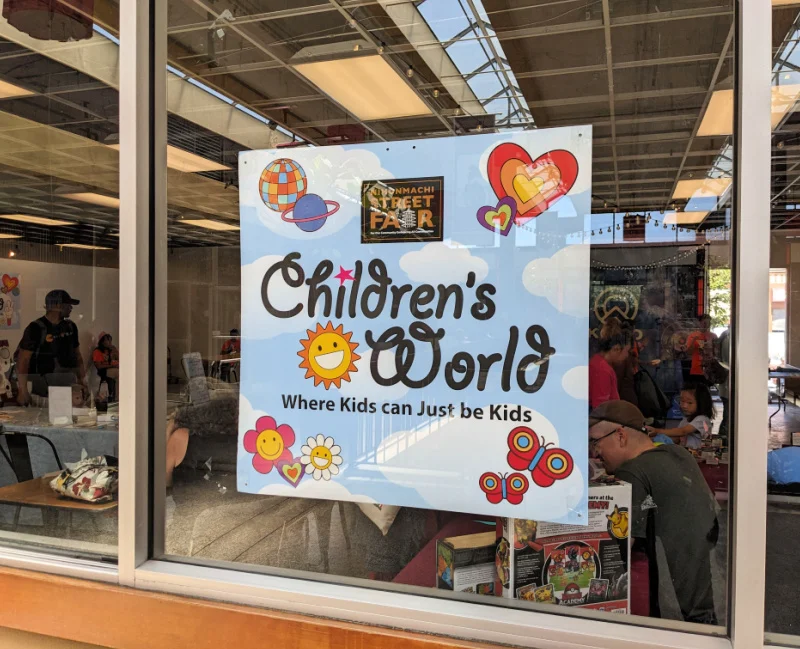 NIHONMACHI
STREET
FAIR
Children's
World
Where Kids can Just be Kids